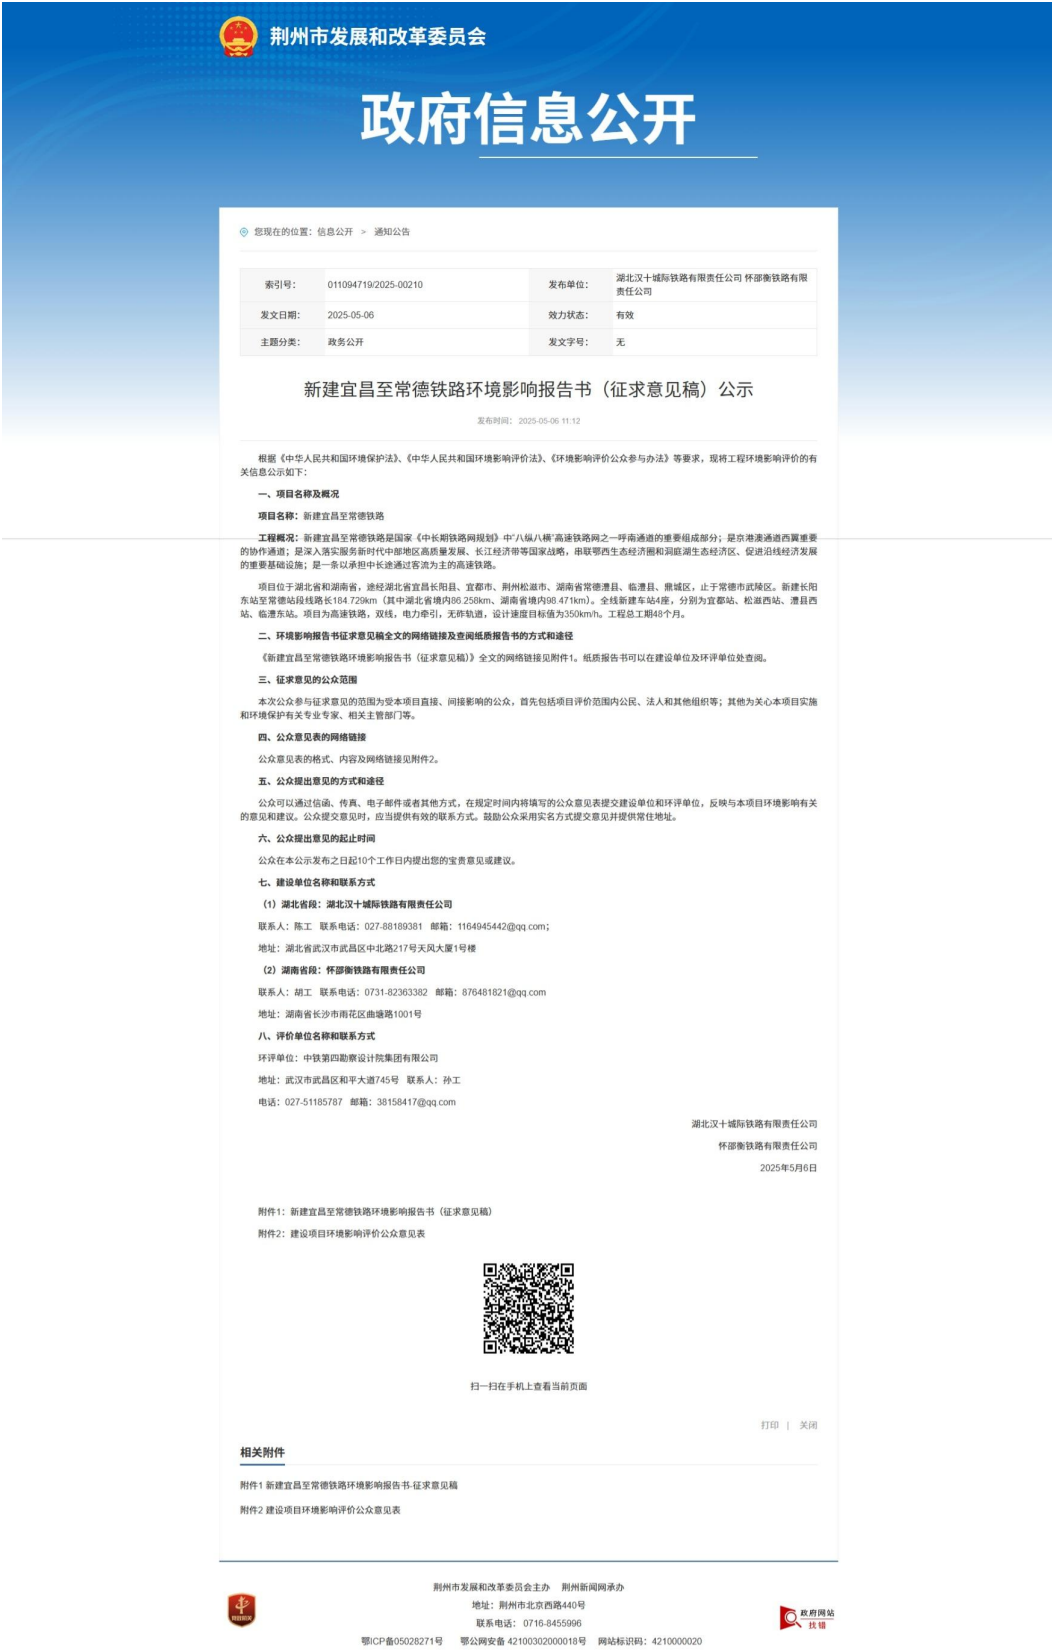 荆州市发展和改革委员会
政府信息公开
您现在的位置：信息公开 > 通知公告
索引号： 011094719/2025-00210 发布单位： 湖北汉十城际铁路有限责任公司 怀邵衡铁路有限
责任公司
发文日期： 2025-05-06 效力状态： 有效
主题分类： 政务公开 发文字号： 无
新建宜昌至常德铁路环境影响报告书（征求意见稿）公示
发布时间： 2025-05-06 11:12
根据《中华人民共和国环境保护法》、《中华人民共和国环境影响评价法》、《环境影响评价公众参与办法》等要求，现将工程环境影响评价的有
关信息公示如下：
一、项目名称及概况
项目名称：新建宜昌至常德铁路
工程概况：新建宜昌至常德铁路是国家《中长期铁路网规划》中“八纵八横”高速铁路网之一呼南通道的重要组成部分；是京港澳通道西翼重要
的协作通道；是深入落实服务新时代中部地区高质量发展、长江经济带等国家战略，串联鄂西生态经济圈和洞庭湖生态经济区、促进沿线经济发展
的重要基础设施；是一条以承担中长途通过客流为主的高速铁路。
项目位于湖北省和湖南省，途经湖北省宜昌长阳县、宜都市、荆州松滋市、湖南省常德澧县、临澧县、鼎城区，止于常德市武陵区。新建长阳
东站至常德站段线路长184.729km（其中湖北省境内86.258km、湖南省境内98.471km）。全线新建车站4座，分别为宜都站、松滋西站、澧县西
站、临澧东站。项目为高速铁路，双线，电力牵引，无砟轨道，设计速度目标值为350km/h。工程总工期48个月。
二、环境影响报告书征求意见稿全文的网络链接及查阅纸质报告书的方式和途径
《新建宜昌至常德铁路环境影响报告书（征求意见稿）》全文的网络链接见附件1。纸质报告书可以在建设单位及环评单位处查阅。
三、征求意见的公众范围
本次公众参与征求意见的范围为受本项目直接、间接影响的公众，首先包括项目评价范围内公民、法人和其他组织等；其他为关心本项目实施
和环境保护有关专业专家、相关主管部门等。
四、公众意见表的网络链接
公众意见表的格式、内容及网络链接见附件2。
五、公众提出意见的方式和途径
公众可以通过信函、传真、电子邮件或者其他方式，在规定时间内将填写的公众意见表提交建设单位和环评单位，反映与本项目环境影响有关
的意见和建议。公众提交意见时，应当提供有效的联系方式。鼓励公众采用实名方式提交意见并提供常住地址。
六、公众提出意见的起止时间
公众在本公示发布之日起10个工作日内提出您的宝贵意见或建议。
七、建设单位名称和联系方式
（1）湖北省段：湖北汉十城际铁路有限责任公司
联系人：陈工 联系电话：027-88189381 邮箱：1164945442@qq.com；
地址：湖北省武汉市武昌区中北路217号天风大厦1号楼
（2）湖南省段：怀邵衡铁路有限责任公司
联系人：胡工 联系电话：0731-82363382 邮箱：876481821@qq.com
地址：湖南省长沙市雨花区曲塘路1001号
八、评价单位名称和联系方式
环评单位：中铁第四勘察设计院集团有限公司
地址：武汉市武昌区和平大道745号 联系人：孙工
电话：027-51185787 邮箱：38158417@qq.com
湖北汉十城际铁路有限责任公司
怀邵衡铁路有限责任公司
2025年5月6日
附件1：新建宜昌至常德铁路环境影响报告书（征求意见稿）
附件2：建设项目环境影响评价公众意见表
扫一扫在手机上查看当前页面
打印 | 关闭
相关附件
附件1 新建宜昌至常德铁路环境影响报告书-征求意见稿
附件2 建设项目环境影响评价公众意见表
荆州市发展和改革委员会主办 荆州新闻网承办
地址：荆州市北京西路440号
联系电话： 0716-8455996
鄂ICP备05028271号 鄂公网安备 42100302000018号 网站标识码：4210000020
政府网站
找错